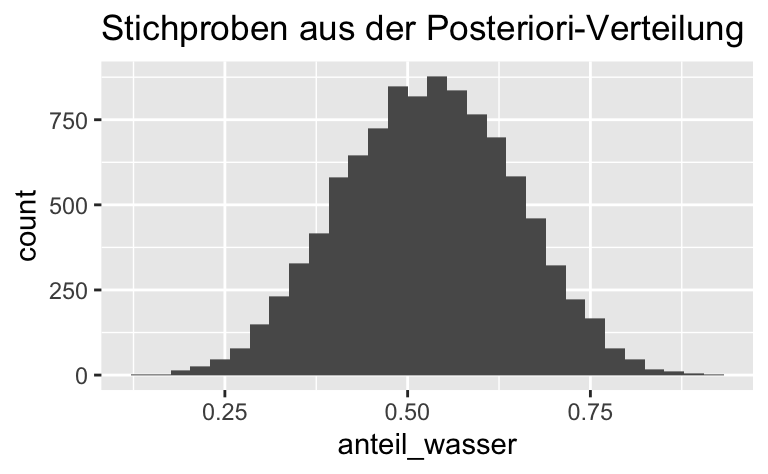 Stichproben aus der Posteriori-Verteilung
750
500
250
0
count
0.25 0.50 0.75
anteil_wasser